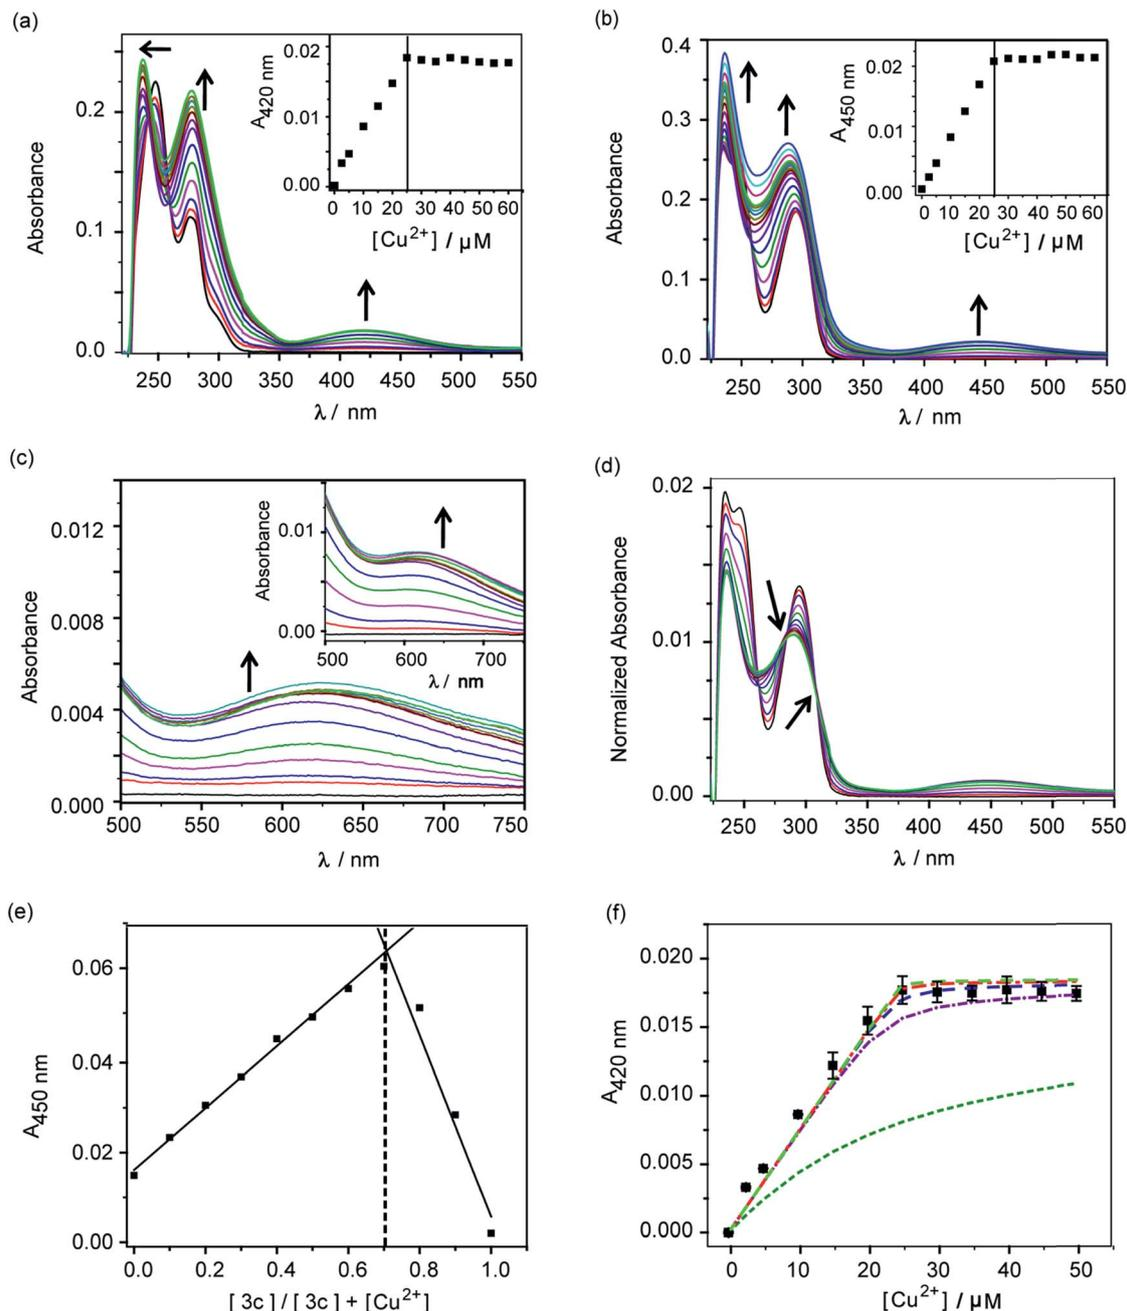 (a)
Absorbance
0.2
0.1
0.0
250 300 350 400 450 500 550
λ / nm
A420 nm
0.02
0.01
0.00
0 10 20 30 40 50 60
[Cu2+] / μM
(b)
Absorbance
0.4
0.3
0.2
0.1
0.0
250 300 350 400 450 500 550
λ / nm
A450 nm
0.02
0.01
0.00
0 10 20 30 40 50 60
[Cu2+] / μM
(c)
Absorbance
0.012
0.008
0.004
0.000
500 550 600 650 700 750
λ / nm
Absorbance
0.01
0.00
500 600 700
λ / nm
(d)
Normalized Absorbance
0.02
0.01
0.00
250 300 350 400 450 500 550
λ / nm
(e)
A450 nm
0.06
0.04
0.02
0.00
0.0 0.2 0.4 0.6 0.8 1.0
[ 3c ] / [ 3c ] + [Cu2+]
(f)
A420 nm
0.020
0.015
0.010
0.005
0.000
0 10 20 30 40 50
[Cu2+] / μM